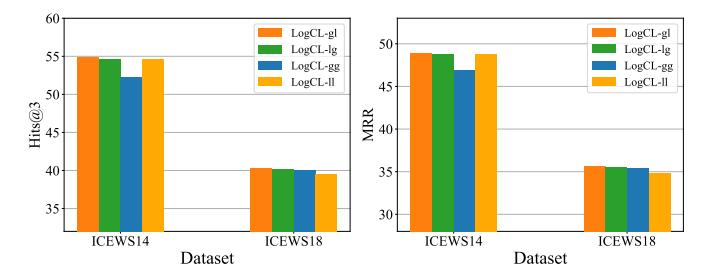 60
55
50
45
40
35
Hits@3
LogCL-gl
LogCL-lg
LogCL-gg
LogCL-ll
ICEWS14 ICEWS18
Dataset
50
45
40
35
30
MRR
LogCL-gl
LogCL-lg
LogCL-gg
LogCL-ll
ICEWS14 ICEWS18
Dataset